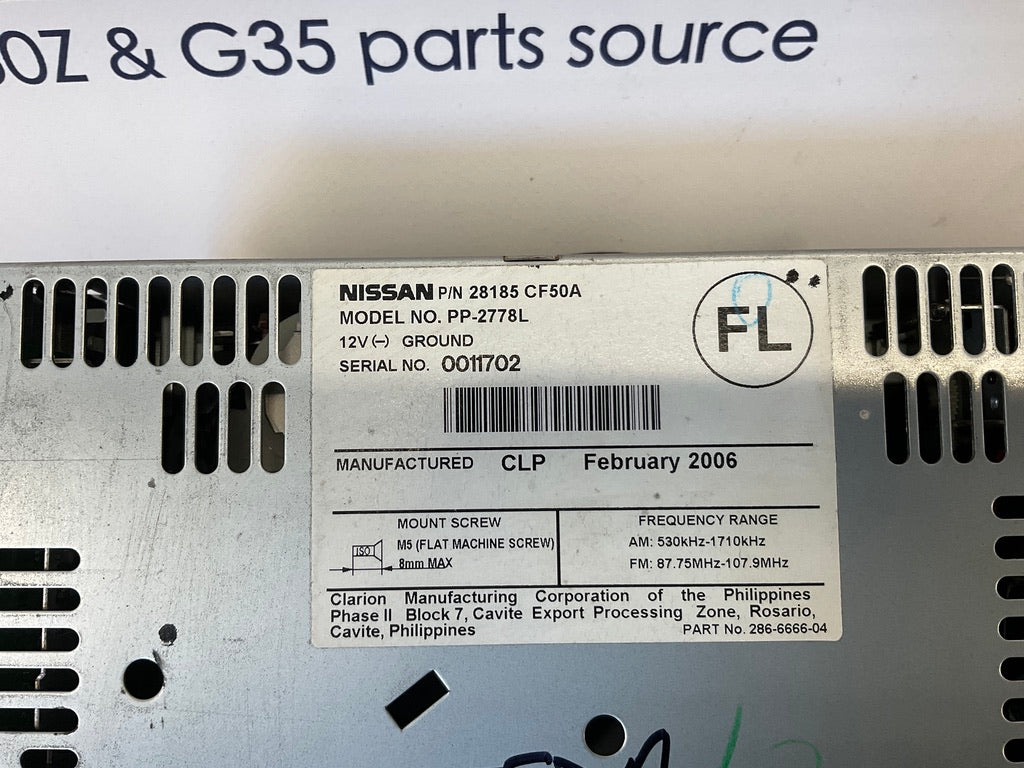 0Z & G35 parts source
NISSAN P/N 28185 CF50A
MODEL NO. PP-2778L
12V (−) GROUND
SERIAL NO. 0011702
FL
MANUFACTURED CLP February 2006
MOUNT SCREW
ISO
M5 (FLAT MACHINE SCREW)
8mm MAX
FREQUENCY RANGE
AM: 530kHz-1710kHz
FM: 87.75MHz-107.9MHz
Clarion Manufacturing Corporation of the Philippines
Phase II Block 7, Cavite Export Processing Zone, Rosario,
Cavite, Philippines
PART No. 286-6666-04